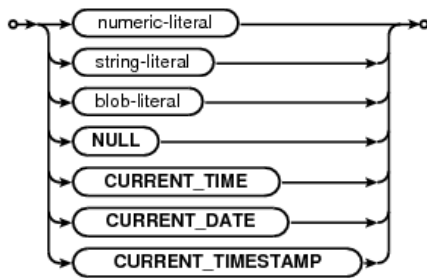 numeric-literal
string-literal
blob-literal
NULL
CURRENT_TIME
CURRENT_DATE
CURRENT_TIMESTAMP